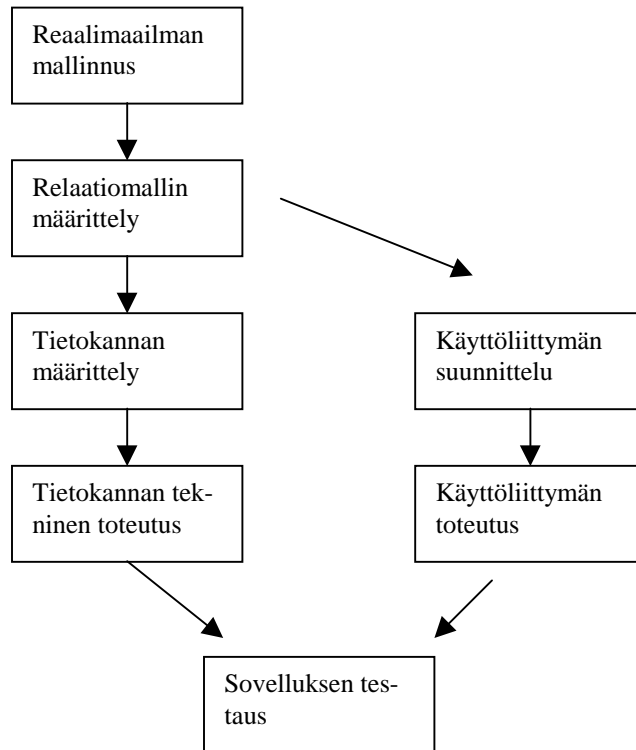 Reaalimaailman
mallinnus
Relaatiomallin
määrittely
Tietokannan
määrittely
Käyttöliittymän
suunnittelu
Tietokannan tek-
ninen toteutus
Käyttöliittymän
toteutus
Sovelluksen tes-
taus